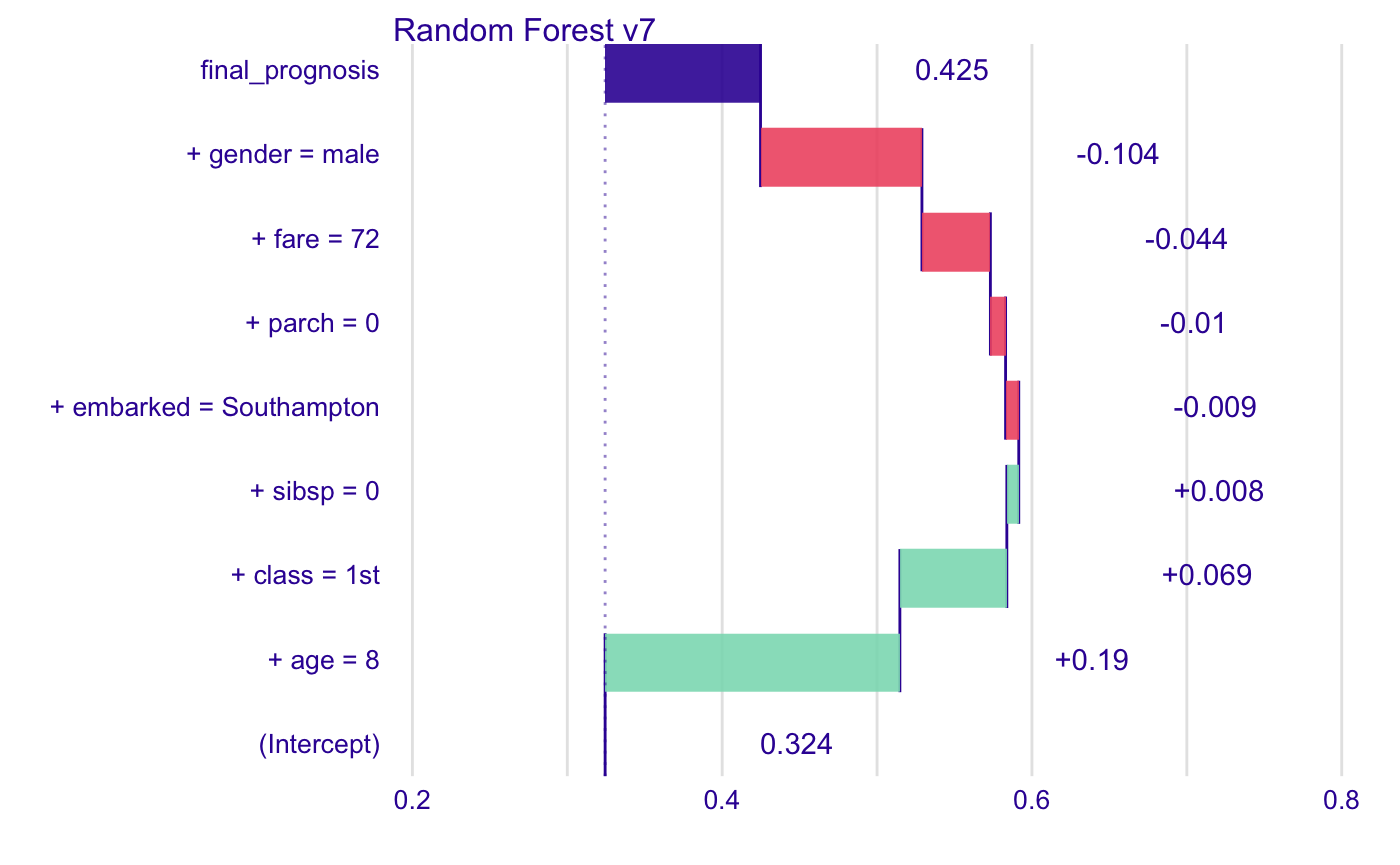 Random Forest v7
final_prognosis 0.425
+ gender = male -0.104
+ fare = 72 -0.044
+ parch = 0 -0.01
+ embarked = Southampton -0.009
+ sibsp = 0 +0.008
+ class = 1st +0.069
+ age = 8 +0.19
(Intercept) 0.324
0.2 0.4 0.6 0.8